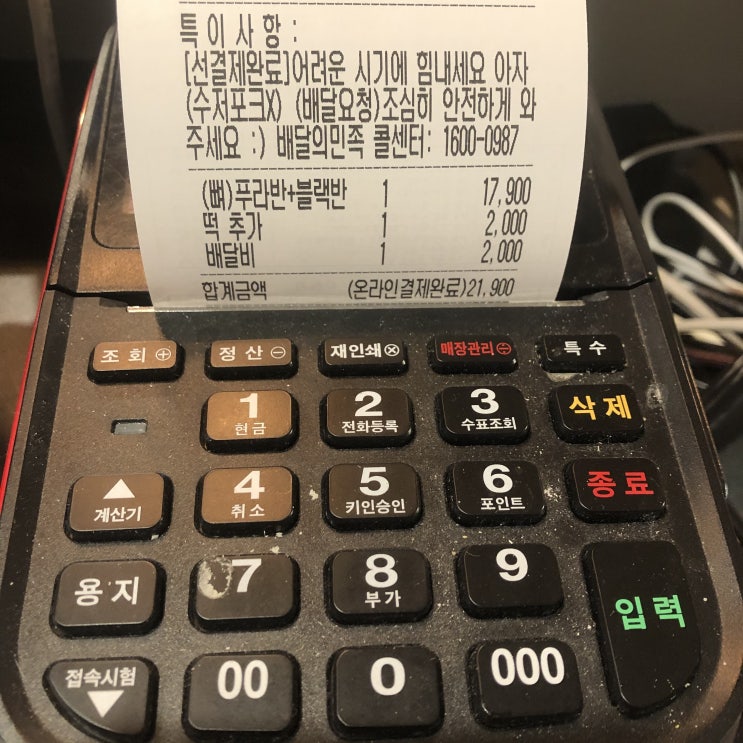 특이사항 :
[선결제완료]어려운 시기에 힘내세요 아자
(수저포크X) (배달요청)조심히 안전하게 와
주세요 :) 배달의민족 콜센터: 1600-0987
(뼈)푸라반+블랙반 1 17,900
떡 추가 1 2,000
배달비 1 2,000
합계금액 (온라인결제완료)21,900
조회⊕ 정산⊖ 재인쇄⊗ 매장관리÷ 특수
1 2 3 삭제
현금 전화등록 수표조회
4 5 6 종료
계산기 취소 키인승인 포인트
용지 7 8 9
부가
입력
접속시험 00 0 000